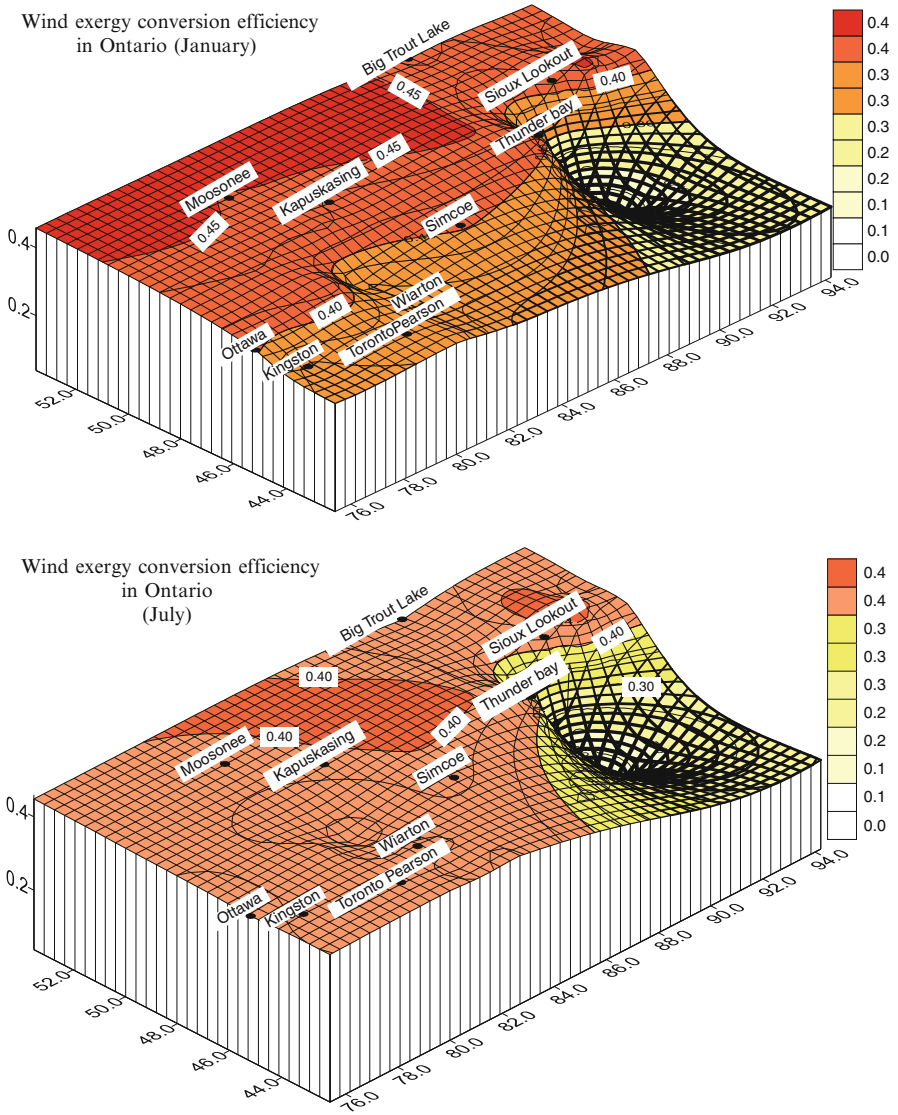 Wind exergy conversion efficiency
in Ontario (January)
Big Trout Lake
Sioux Lookout
Thunder bay
Moosonee
Kapuskasing
Simcoe
Wiarton
TorontoPearson
Ottawa
Kingston
0.45
0.45
0.45
0.40
0.40
0.4
0.2
52.0
50.0
48.0
46.0
44.0
76.0
78.0
80.0
82.0
84.0
86.0
88.0
90.0
92.0
94.0
0.4
0.4
0.3
0.3
0.3
0.2
0.2
0.1
0.1
0.0
Wind exergy conversion efficiency
in Ontario
(July)
Big Trout Lake
Sioux Lookout
Thunder bay
Moosonee
Kapuskasing
Simcoe
Wiarton
Toronto Pearson
Ottawa
Kingston
0.40
0.40
0.40
0.40
0.30
0.4
0.2
52.0
50.0
48.0
46.0
44.0
76.0
78.0
80.0
82.0
84.0
86.0
88.0
90.0
92.0
94.0
0.4
0.4
0.3
0.3
0.3
0.2
0.2
0.1
0.1
0.0